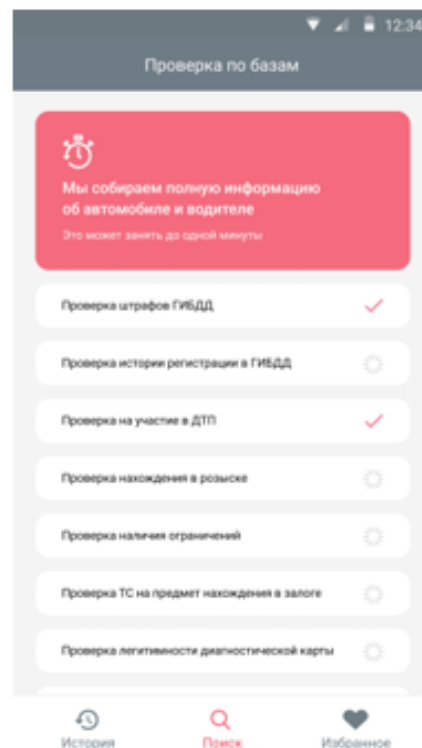 12:34
Проверка по базам
Мы собираем полную информацию
об автомобиле и водителе
Это может занять до одной минуты
Проверка штрафов ГИБДД
Проверка истории регистрации в ГИБДД
Проверка на участие в ДТП
Проверка нахождения в розыске
Проверка наличия ограничений
Проверка ТС на предмет нахождения в залоге
Проверка легитимности диагностической карты
История Поиск Избранное